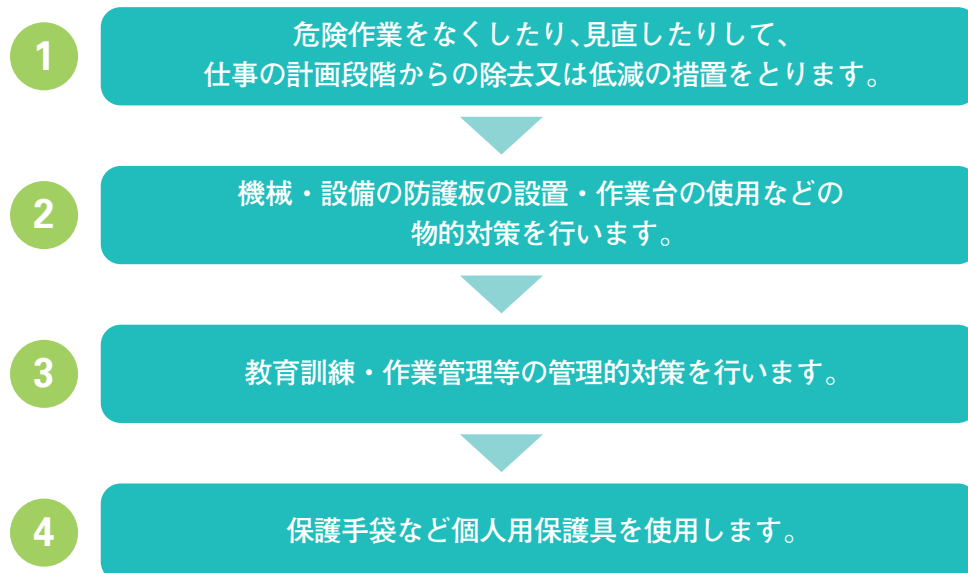 1
危険作業をなくしたり、見直したりして、
仕事の計画段階からの除去又は低減の措置をとります。
2
機械・設備の防護板の設置・作業台の使用などの
物的対策を行います。
3
教育訓練・作業管理等の管理的対策を行います。
4
保護手袋など個人用保護具を使用します。